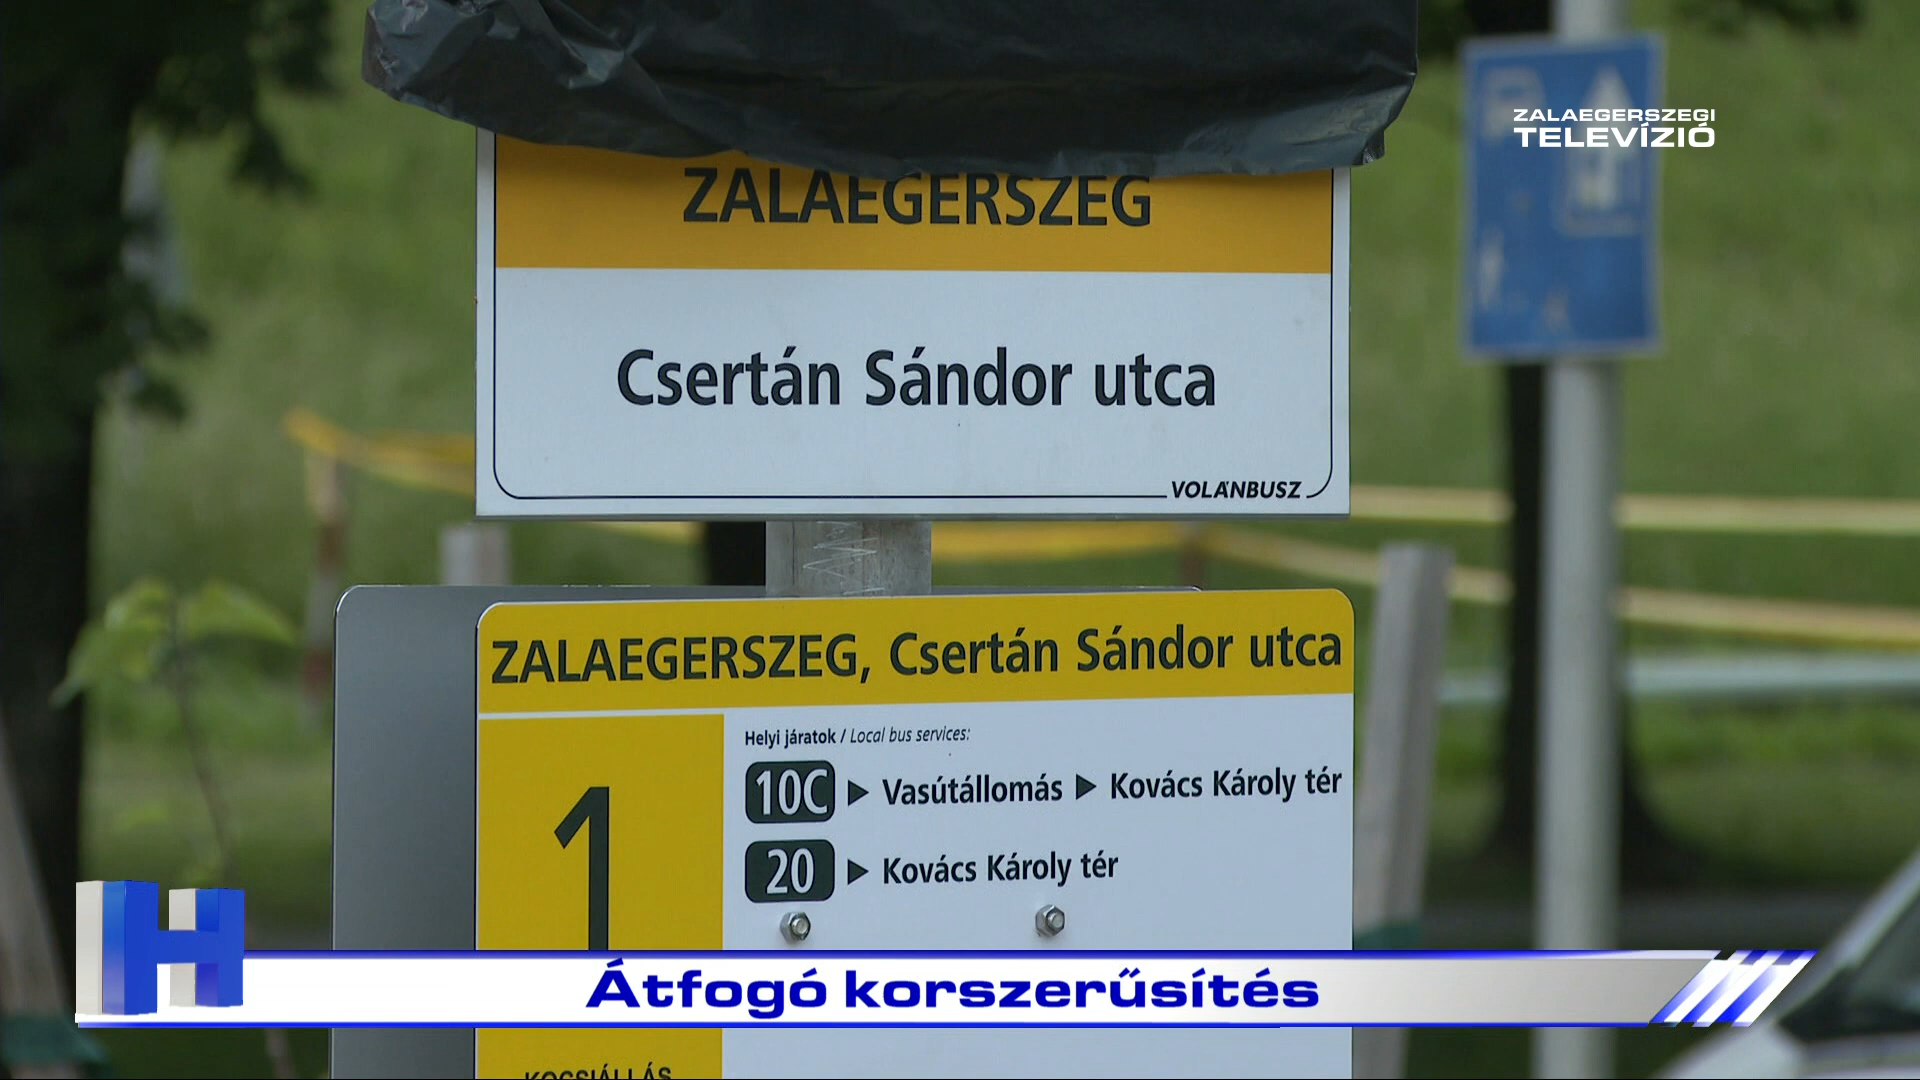 ZALAEGERSZEGI
TELEVÍZIÓ
ZALAEGERSZEG
Csertán Sándor utca
VOLÁNBUSZ
ZALAEGERSZEG, Csertán Sándor utca
1
Helyi járatok / Local bus services:
10C ▶ Vasútállomás ▶ Kovács Károly tér
20 ▶ Kovács Károly tér
H
Átfogó korszerűsítés
KOCSIÁLLÁS